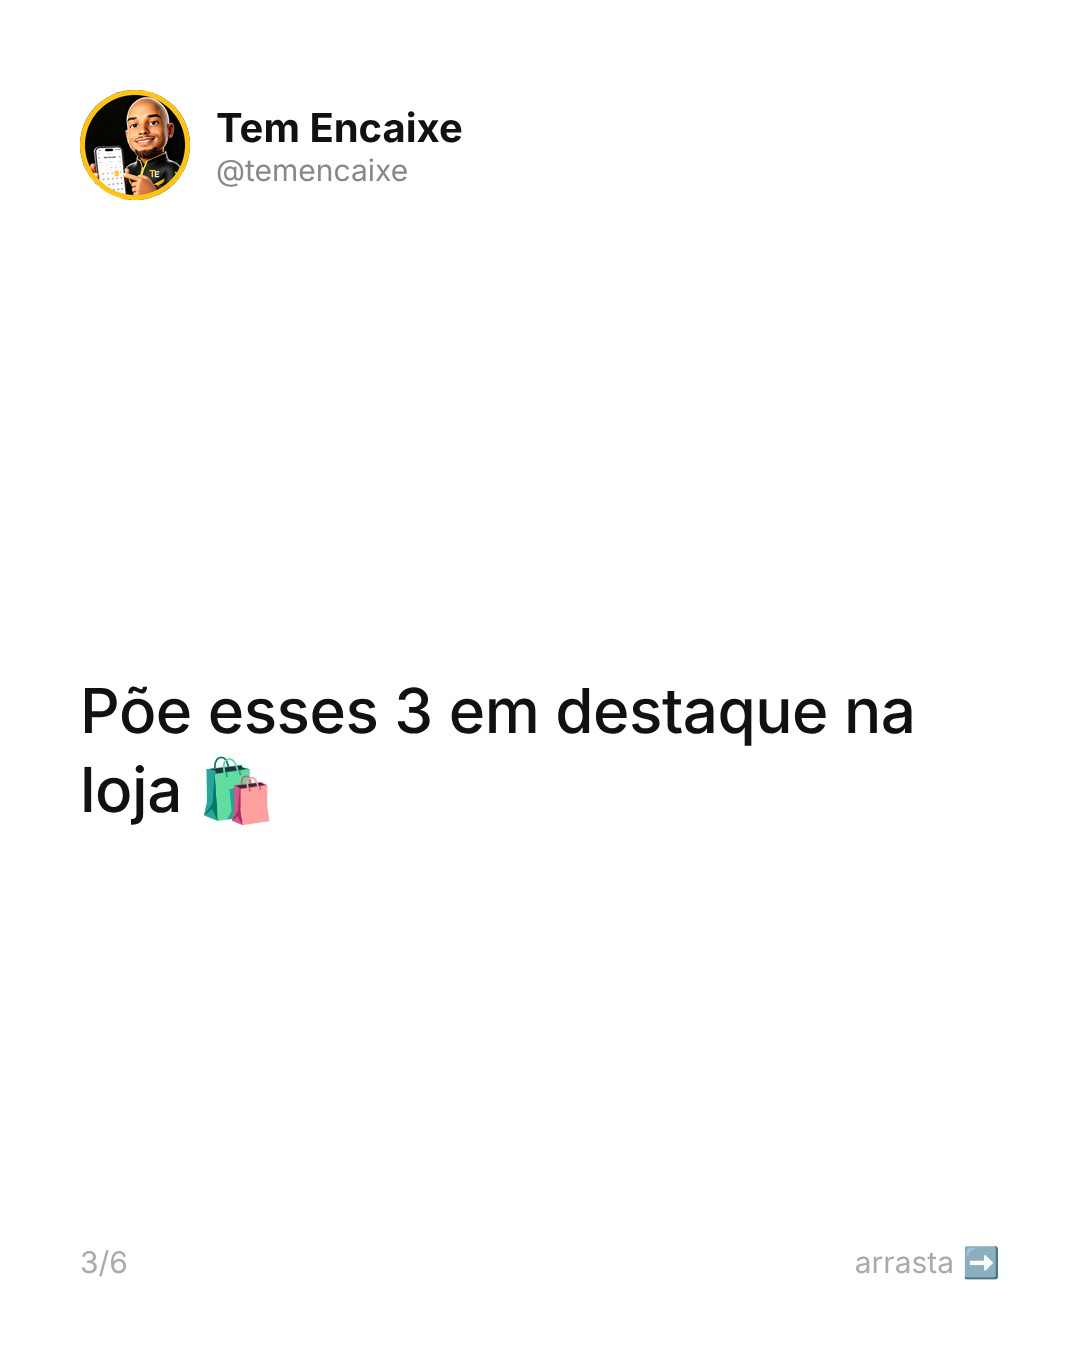 Tem Encaixe
@temencaixe
Põe esses 3 em destaque na
loja 🛍️
3/6
arrasta ➡️